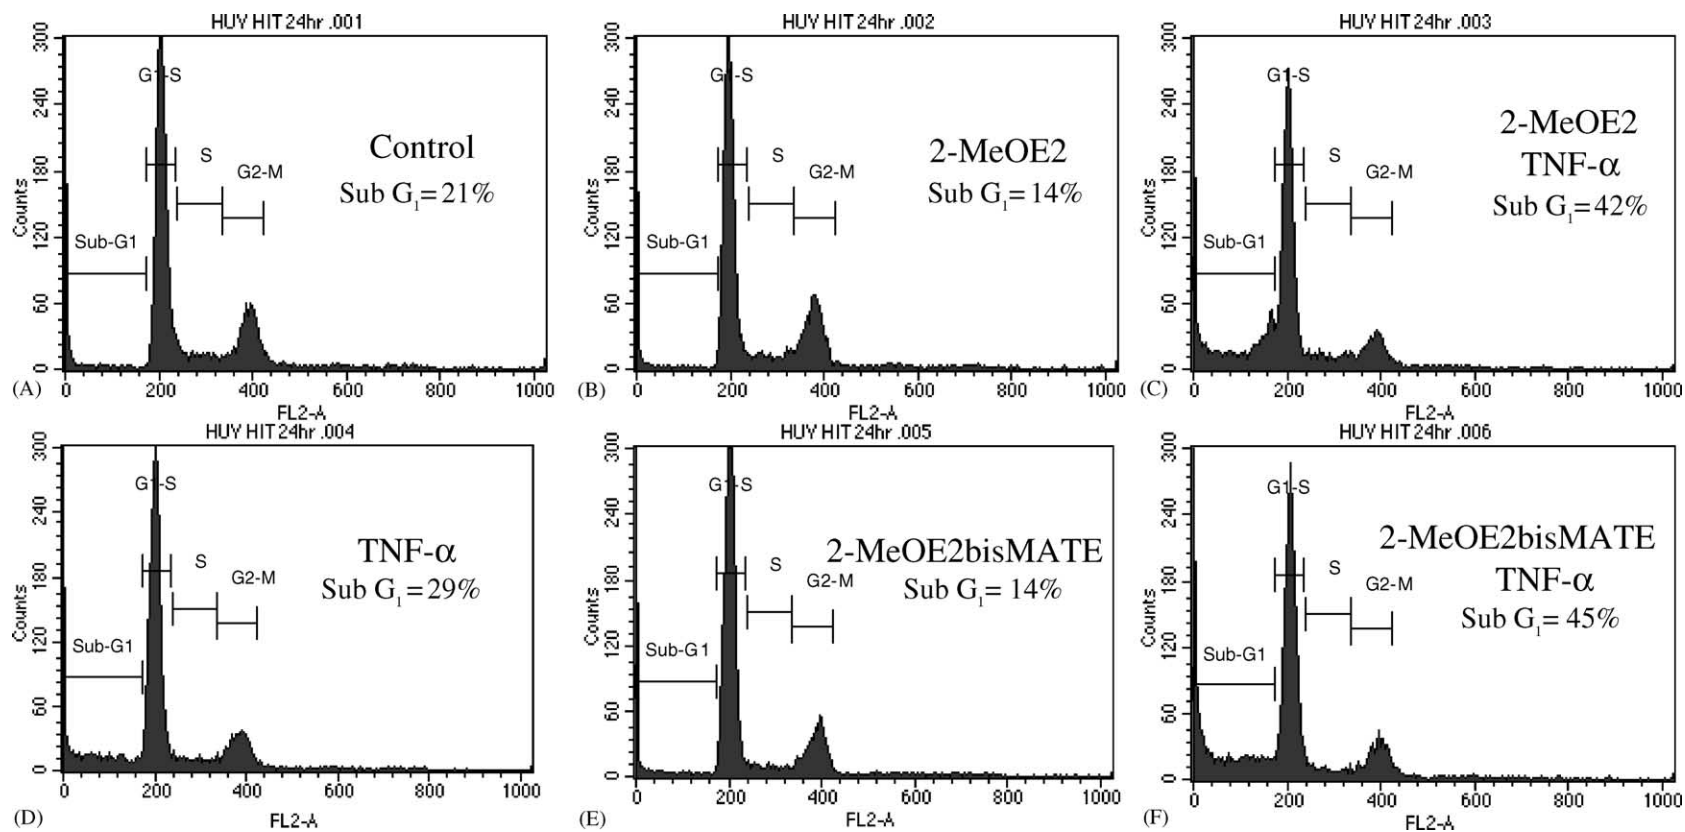 HUY HIT 24hr .001
300
240
180
120
60
0
Counts
G1-S
S
G2-M
Sub-G1
Control
Sub G1= 21%
0 200 400 600 800 1000
FL2-A
(A)
HUY HIT 24hr .002
300
240
180
120
60
0
Counts
G1-S
S
G2-M
Sub-G1
2-MeOE2
Sub G1= 14%
0 200 400 600 800 1000
FL2-A
(B)
HUY HIT 24hr .003
300
240
180
120
60
0
Counts
G1-S
S
G2-M
Sub-G1
2-MeOE2
TNF-α
Sub G1= 42%
0 200 400 600 800 1000
FL2-A
(C)
HUY HIT 24hr .004
300
240
180
120
60
0
Counts
G1-S
S
G2-M
Sub-G1
TNF-α
Sub G1= 29%
0 200 400 600 800 1000
FL2-A
(D)
HUY HIT 24hr .005
300
240
180
120
60
0
Counts
G1-S
S
G2-M
Sub-G1
2-MeOE2bisMATE
Sub G1= 14%
0 200 400 600 800 1000
FL2-A
(E)
HUY HIT 24hr .006
300
240
180
120
60
0
Counts
G1-S
S
G2-M
Sub-G1
2-MeOE2bisMATE
TNF-α
Sub G1= 45%
0 200 400 600 800 1000
FL2-A
(F)